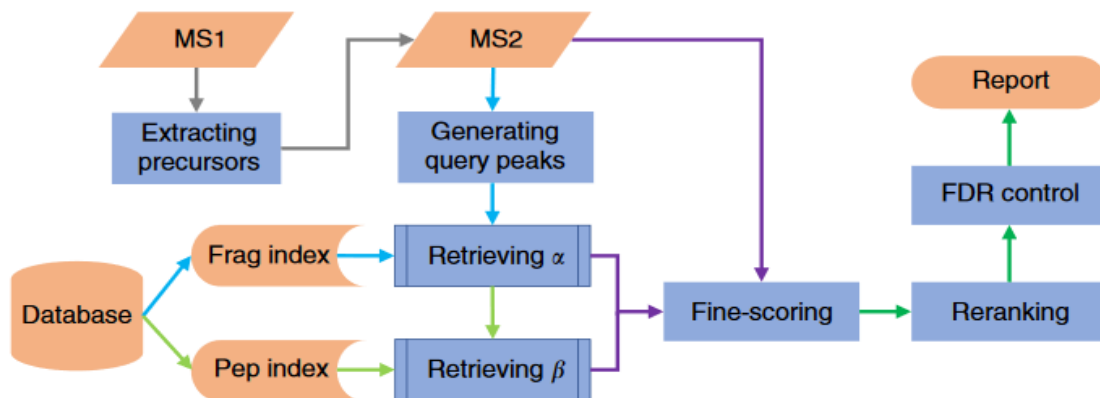 MS1
MS2
Report
Extracting
precursors
Generating
query peaks
FDR control
Frag index
Retrieving α
Database
Fine-scoring
Reranking
Pep index
Retrieving β